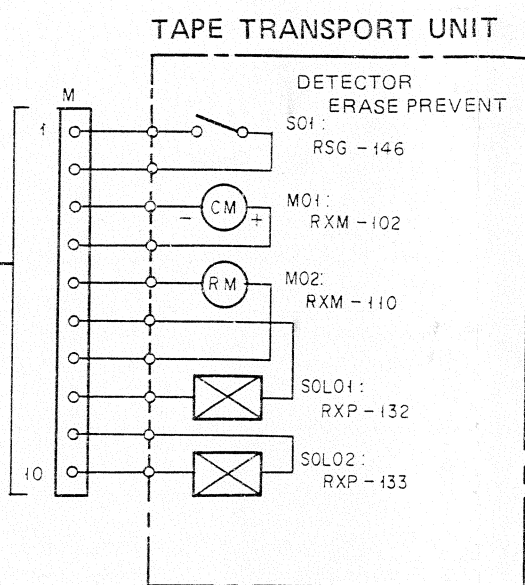 TAPE TRANSPORT UNIT
M
DETECTOR
ERASE PREVENT
1
S01:
RSG-146
CM
- +
M01:
RXM-102
RM
M02:
RXM-110
SOL01:
RXP-132
10
SOL02:
RXP-133